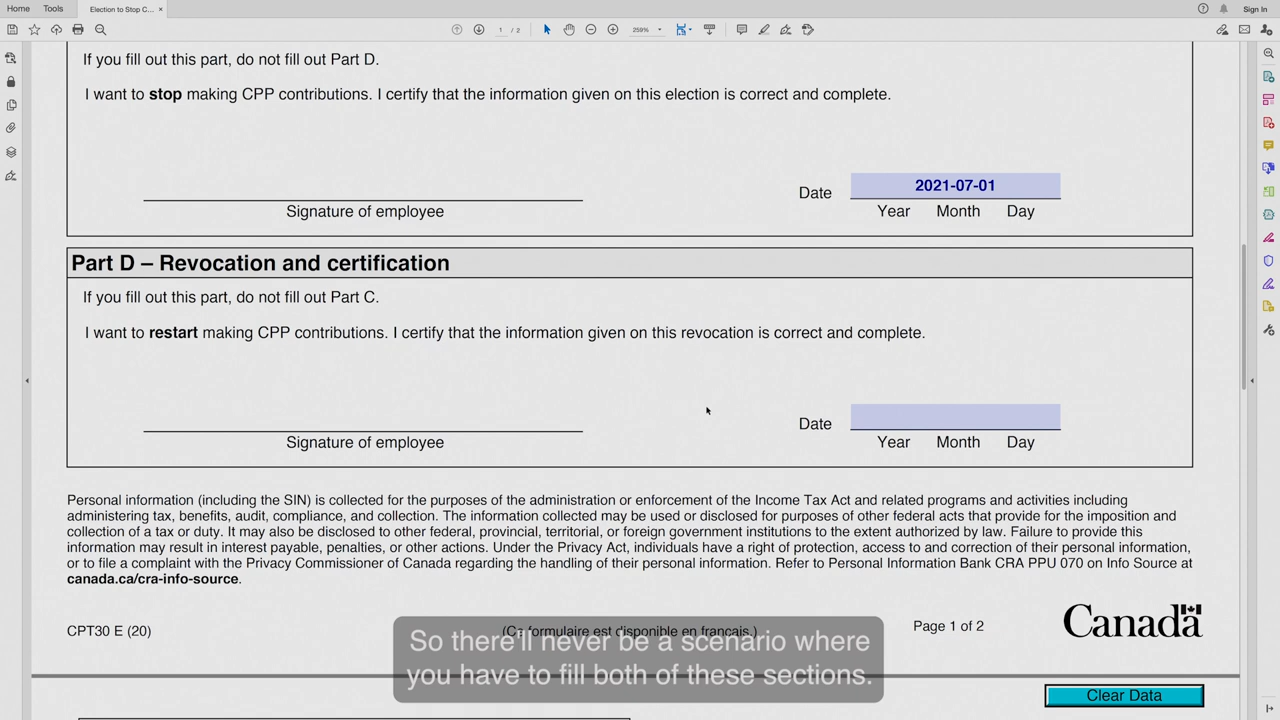 Home
Tools
Election to Stop C... ×
Sign In
1 / 2
259%
If you fill out this part, do not fill out Part D.
I want to stop making CPP contributions. I certify that the information given on this election is correct and complete.
Date
2021-07-01
Signature of employee
Year Month Day
Part D – Revocation and certification
If you fill out this part, do not fill out Part C.
I want to restart making CPP contributions. I certify that the information given on this revocation is correct and complete.
Date
Signature of employee
Year Month Day
Personal information (including the SIN) is collected for the purposes of the administration or enforcement of the Income Tax Act and related programs and activities including
administering tax, benefits, audit, compliance, and collection. The information collected may be used or disclosed for purposes of other federal acts that provide for the imposition and
collection of a tax or duty. It may also be disclosed to other federal, provincial, territorial, or foreign government institutions to the extent authorized by law. Failure to provide this
information may result in interest payable, penalties, or other actions. Under the Privacy Act, individuals have a right of protection, access to and correction of their personal information,
or to file a complaint with the Privacy Commissioner of Canada regarding the handling of their personal information. Refer to Personal Information Bank CRA PPU 070 on Info Source at
canada.ca/cra-info-source.
CPT30 E (20)
(Ce formulaire est disponible en français.)
Page 1 of 2
Canada
So there'll never be a scenario where
you have to fill both of these sections.
Clear Data